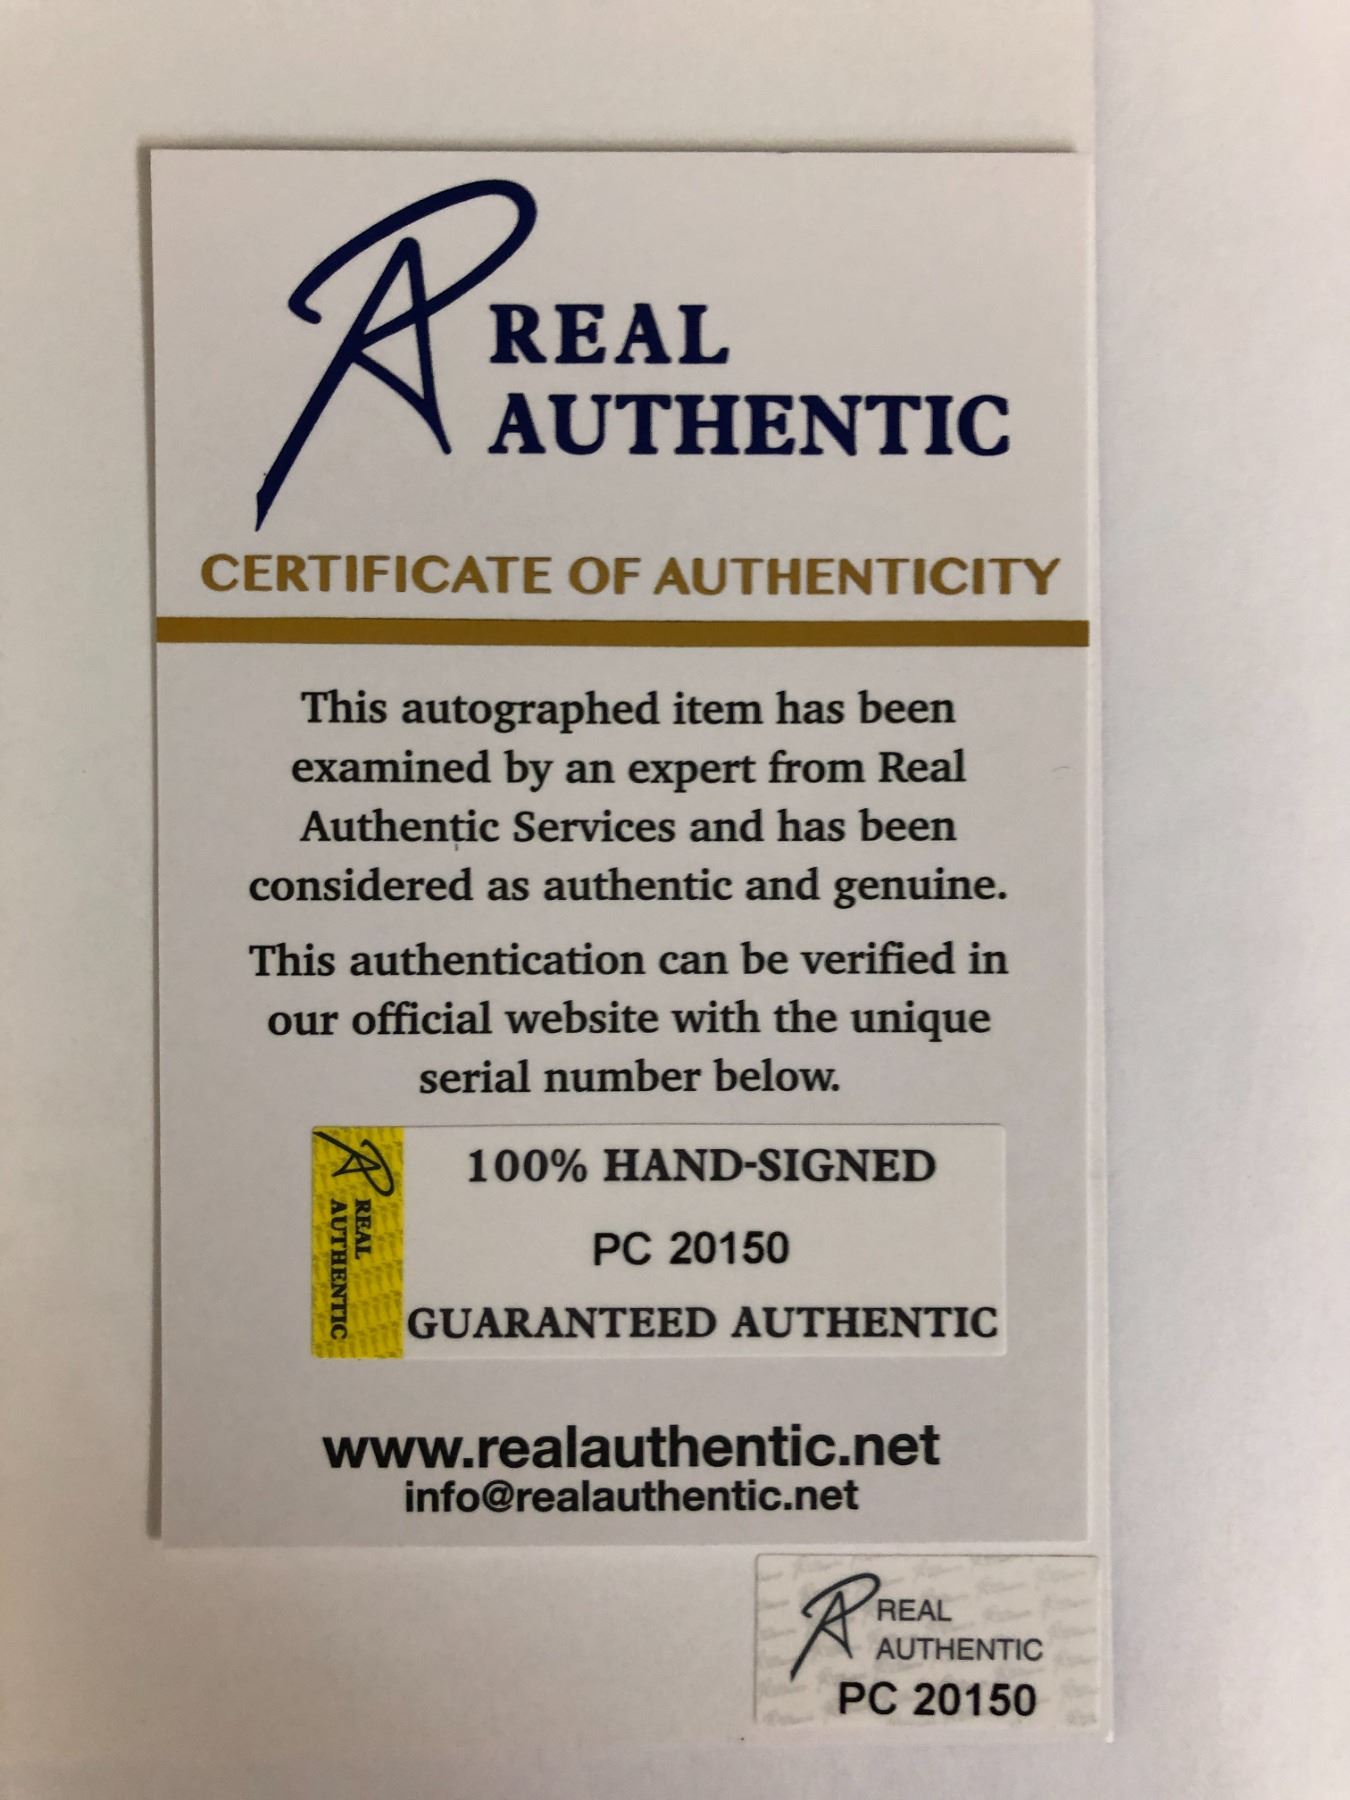 REAL
AUTHENTIC
CERTIFICATE OF AUTHENTICITY
This autographed item has been
examined by an expert from Real
Authentic Services and has been
considered as authentic and genuine.
This authentication can be verified in
our official website with the unique
serial number below.
REAL
AUTHENTIC
100% HAND-SIGNED
PC 20150
GUARANTEED AUTHENTIC
www.realauthentic.net
info@realauthentic.net
REAL
AUTHENTIC
PC 20150